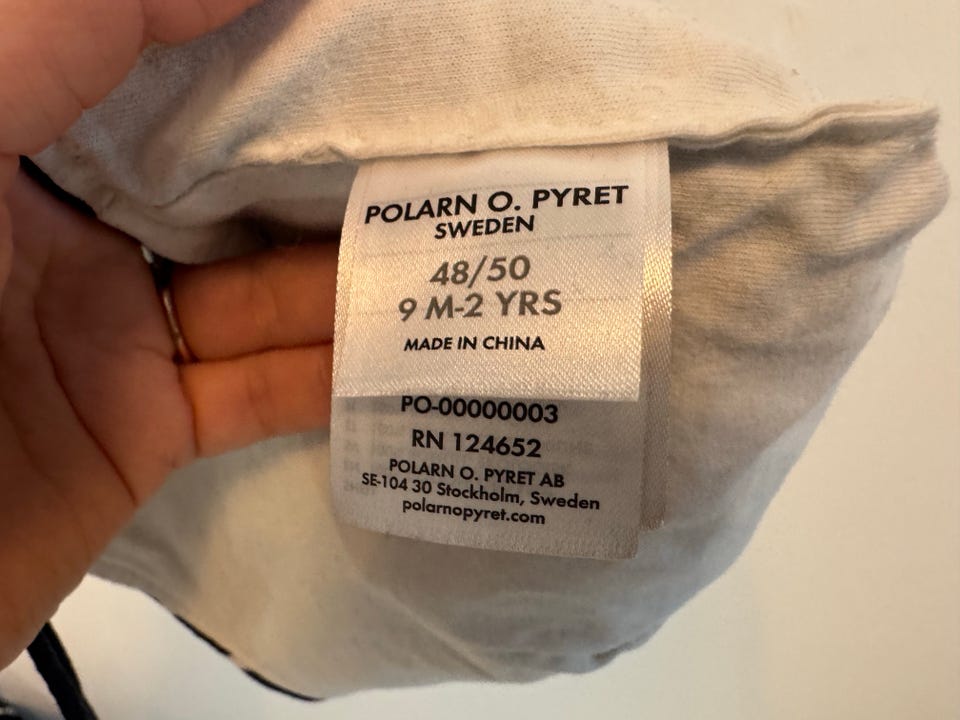 POLARN O. PYRET
SWEDEN
48/50
9 M-2 YRS
MADE IN CHINA
PO-00000003
RN 124652
POLARN O. PYRET AB
SE-104 30 Stockholm, Sweden
polarnopyret.com